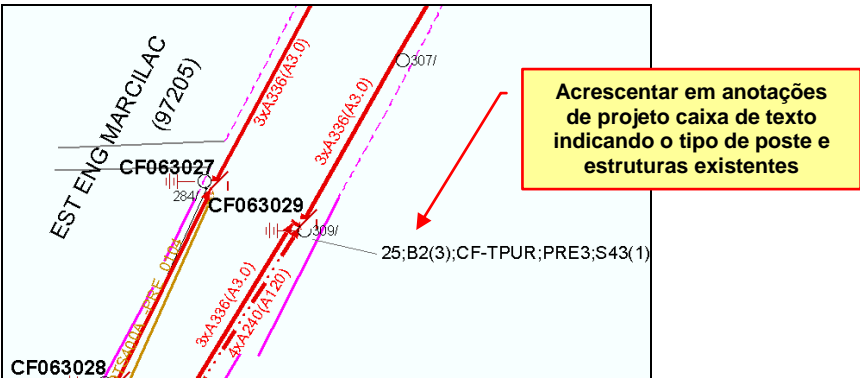 EST ENG MARCILAC
(97205)
3xA336(A3.0)
307/
3xA336(A3.0)
CF063027
284/
CF063029
309/
25;B2(3);CF-TPUR;PRE3;S43(1)
3xA336(A3.0)
4xA240(A120)
CF063028
Acrescentar em anotações
de projeto caixa de texto
indicando o tipo de poste e
estruturas existentes